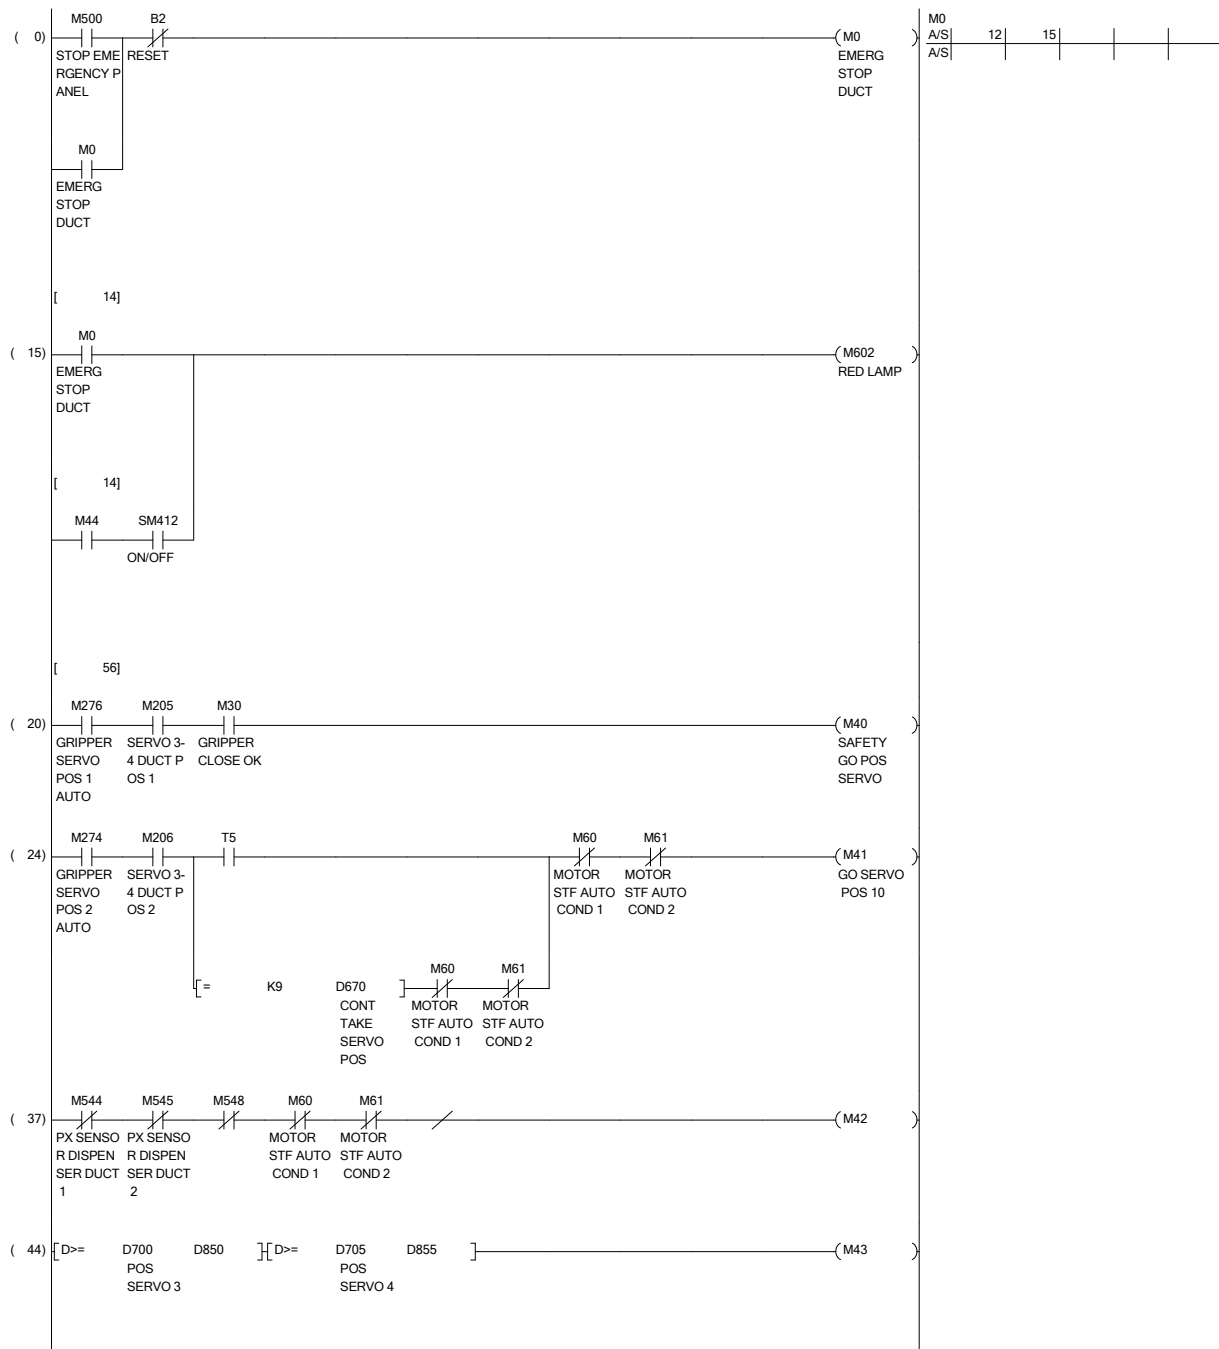 M500 B2 M0
( 0) (M0 ) A/S 12 15
STOP EME RESET EMERG A/S
RGENCY P STOP
ANEL DUCT
M0
EMERG
STOP
DUCT
[ 14]
M0
( 15) (M602 )
EMERG RED LAMP
STOP
DUCT
[ 14]
M44 SM412
ON/OFF
[ 56]
M276 M205 M30
( 20) (M40 )
GRIPPER SERVO 3- GRIPPER SAFETY
SERVO 4 DUCT P CLOSE OK GO POS
POS 1 OS 1 SERVO
AUTO
M274 M206 T5 M60 M61
( 24) (M41 )
GRIPPER SERVO 3- MOTOR MOTOR GO SERVO
SERVO 4 DUCT P STF AUTO STF AUTO POS 10
POS 2 OS 2 COND 1 COND 2
AUTO
M60 M61
[= K9 D670 ]
CONT MOTOR MOTOR
TAKE STF AUTO STF AUTO
SERVO COND 1 COND 2
POS
M544 M545 M548 M60 M61
( 37) (M42 )
PX SENSO PX SENSO MOTOR MOTOR
R DISPEN R DISPEN STF AUTO STF AUTO
SER DUCT SER DUCT COND 1 COND 2
1 2
( 44) [D>= D700 D850 ] [D>= D705 D855 ] (M43 )
POS POS
SERVO 3 SERVO 4